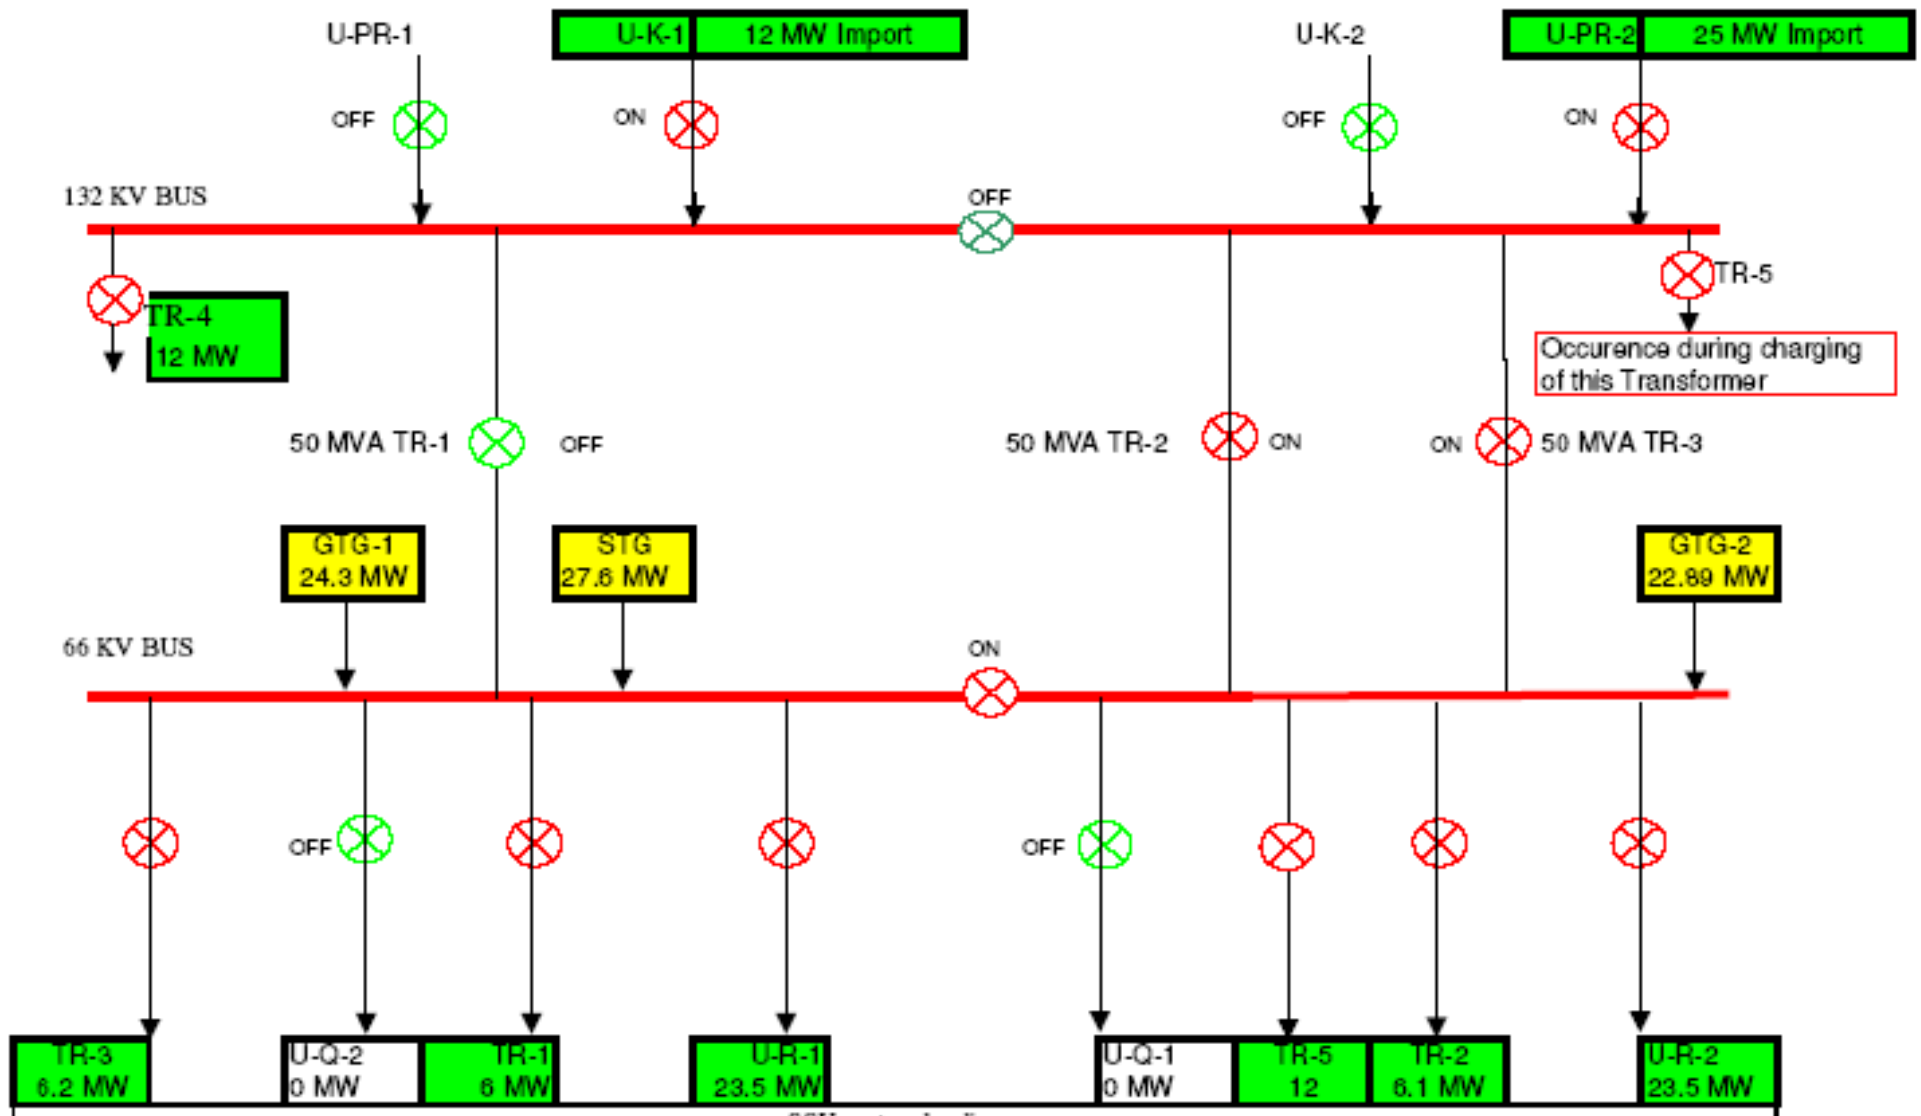 U-PR-1
U-K-1 12 MW Import
U-K-2
U-PR-2 25 MW Import
OFF
ON
OFF
ON
132 KV BUS
OFF
TR-4
12 MW
TR-5
Occurence during charging
of this Transformer
50 MVA TR-1
OFF
50 MVA TR-2
ON
ON
50 MVA TR-3
GTG-1
24.3 MW
STG
27.6 MW
GTG-2
22.89 MW
66 KV BUS
ON
OFF
OFF
TR-3
6.2 MW
U-Q-2
0 MW
TR-1
6 MW
U-R-1
23.5 MW
U-Q-1
0 MW
TR-5
12
TR-2
6.1 MW
U-R-2
23.5 MW